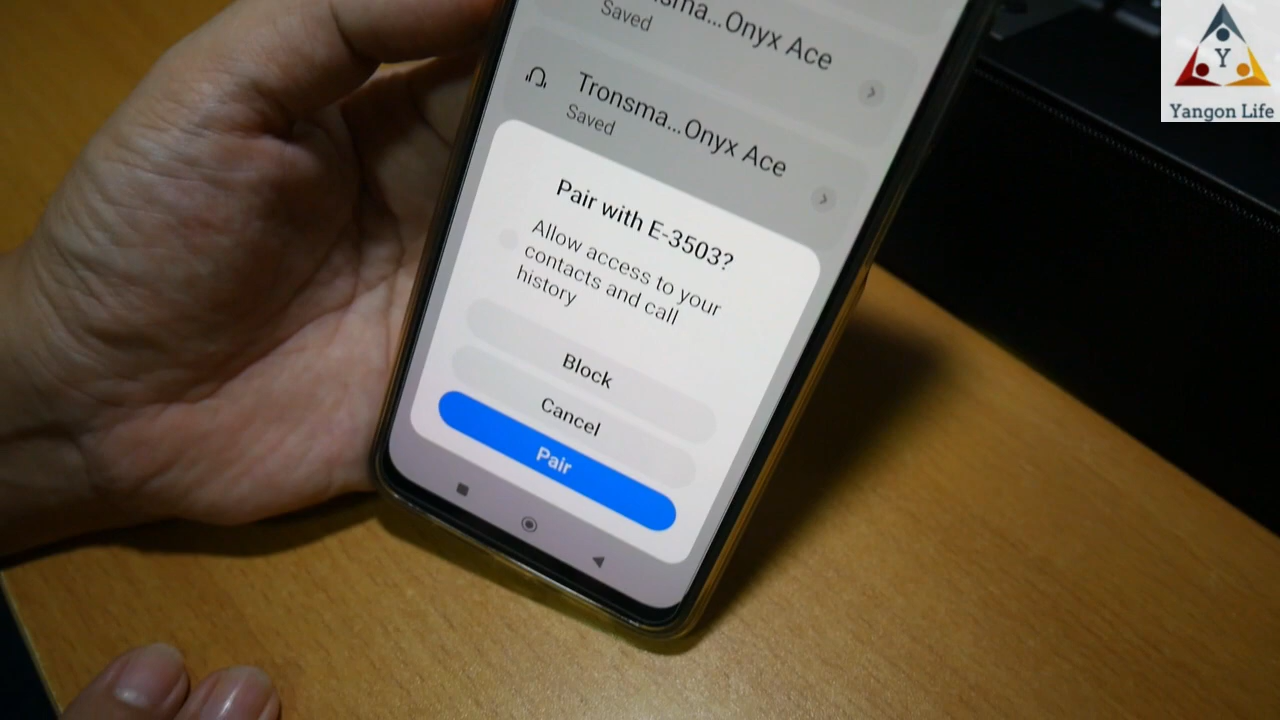 ...sma...Onyx Ace
Saved
Tronsma...Onyx Ace
Saved
Pair with E-3503?
Allow access to your
contacts and call
history
Block
Cancel
Pair
Y
Yangon Life